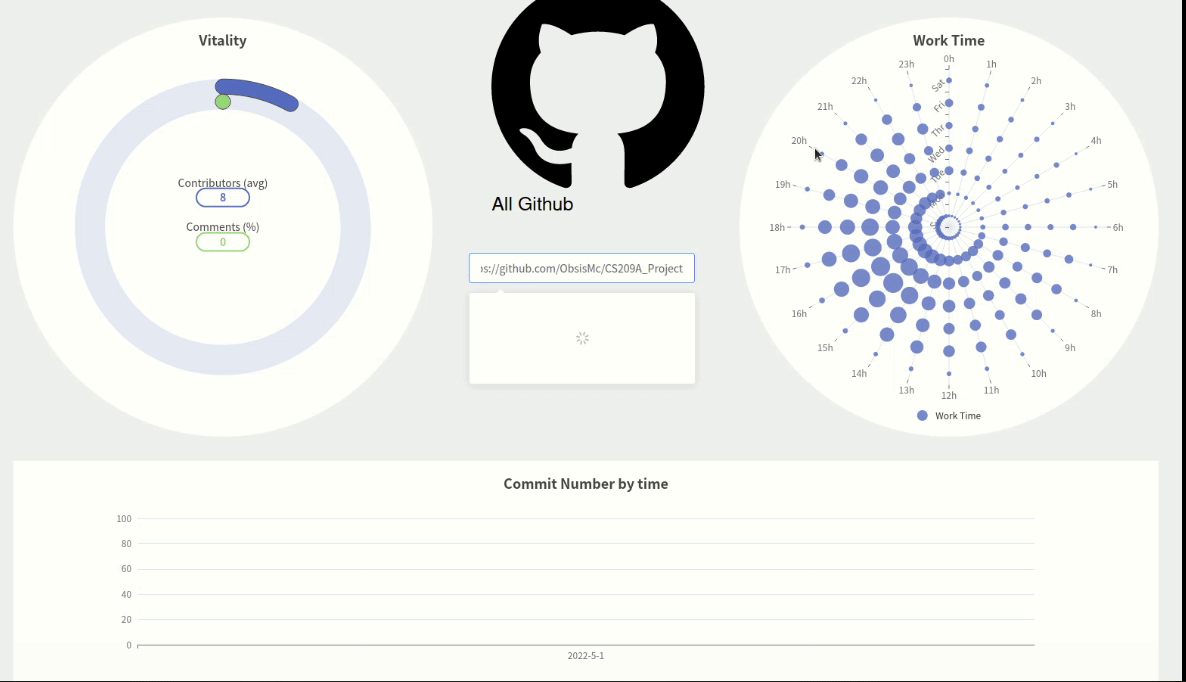 Vitality
Contributors (avg)
8
Comments (%)
0
All Github
s://github.com/ObsisMc/CS209A_Project
Work Time
0h
1h
2h
3h
4h
5h
6h
7h
8h
9h
10h
11h
12h
13h
14h
15h
16h
17h
18h
19h
20h
21h
22h
23h
Sat
Fri
Thr
Wed
Tue
Work Time
Commit Number by time
100
80
60
40
20
0
2022-5-1